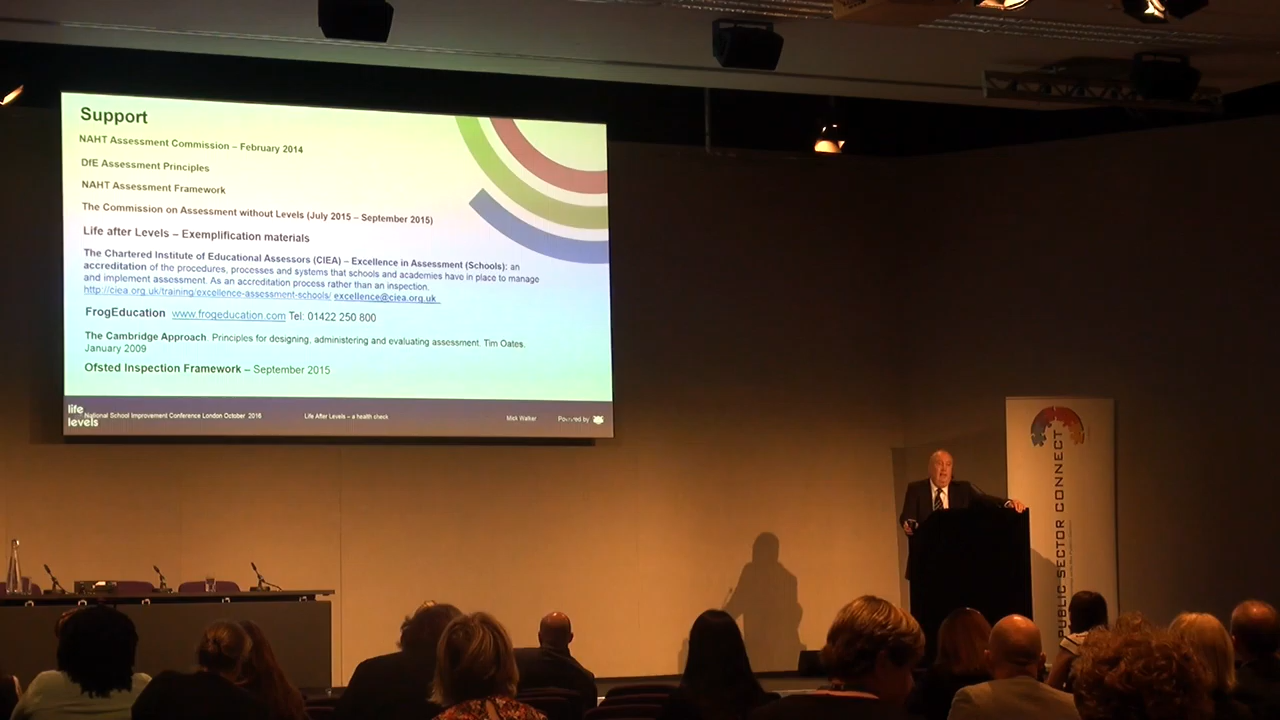 Support
NAHT Assessment Commission – February 2014
DfE Assessment Principles
NAHT Assessment Framework
The Commission on Assessment without Levels (July 2015 – September 2015)
Life after Levels – Exemplification materials
The Chartered Institute of Educational Assessors (CIEA) – Excellence in Assessment (Schools); an
accreditation of the procedures, processes and systems that schools and academies have in place to manage
and implement assessment. As an accreditation process rather than an inspection.
http://ciea.org.uk/training/excellence-assessment-schools/ excellence@ciea.org.uk
FrogEducation www.frogeducation.com Tel: 01422 250 800
The Cambridge Approach. Principles for designing, administering and evaluating assessment. Tim Oates.
January 2009
Ofsted Inspection Framework – September 2015
life
levels
National School Improvement Conference London October 2016
Life After Levels – a health check
Mick Walker
Powered by
PUBLIC SECTOR CONNECT